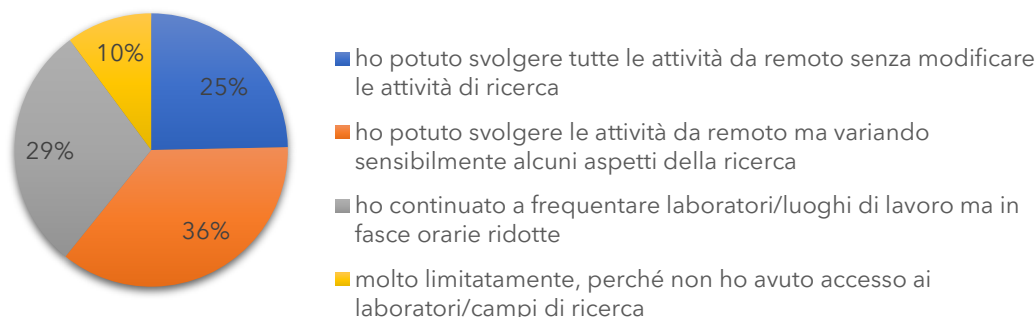 10%
25%
29%
36%
ho potuto svolgere tutte le attività da remoto senza modificare
le attività di ricerca
ho potuto svolgere le attività da remoto ma variando
sensibilmente alcuni aspetti della ricerca
ho continuato a frequentare laboratori/luoghi di lavoro ma in
fasce orarie ridotte
molto limitatamente, perché non ho avuto accesso ai
laboratori/campi di ricerca